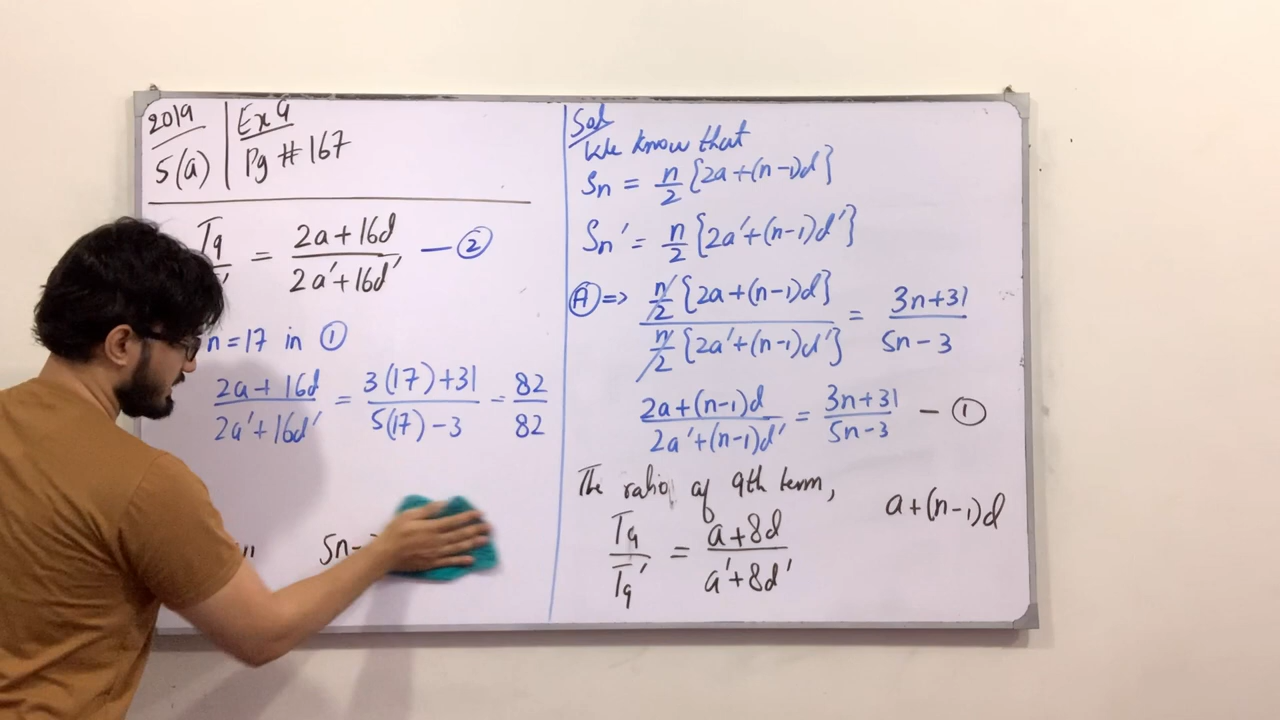 2019
5(a)
Ex 9
Pg # 167
T9 / ' = 2a+16d / 2a'+16d' — ②
n=17 in ①
2a+16d / 2a'+16d' = 3(17)+31 / 5(17)-3 = 82 / 82
5n-
Sol
We know that
Sn = n/2 {2a+(n-1)d}
Sn' = n/2 {2a'+(n-1)d'}
Ⓐ=> n/2 {2a+(n-1)d} / n/2 {2a'+(n-1)d'} = 3n+31 / 5n-3
2a+(n-1)d / 2a'+(n-1)d' = 3n+31 / 5n-3 — ①
The ratio of 9th term,
a+(n-1)d
T9 / T9' = a+8d / a'+8d'